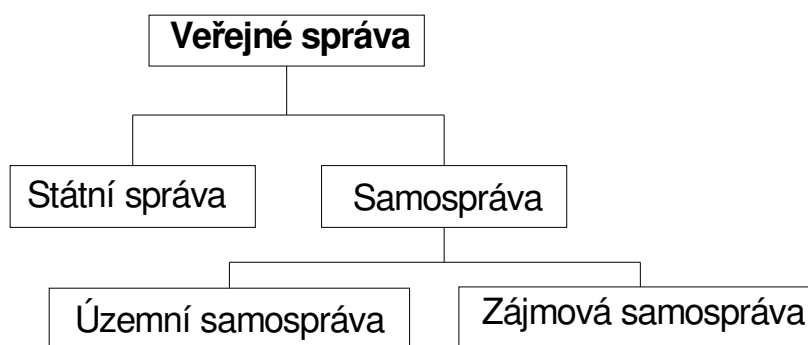 Veřejné správa
Státní správa
Samospráva
Územní samospráva
Zájmová samospráva